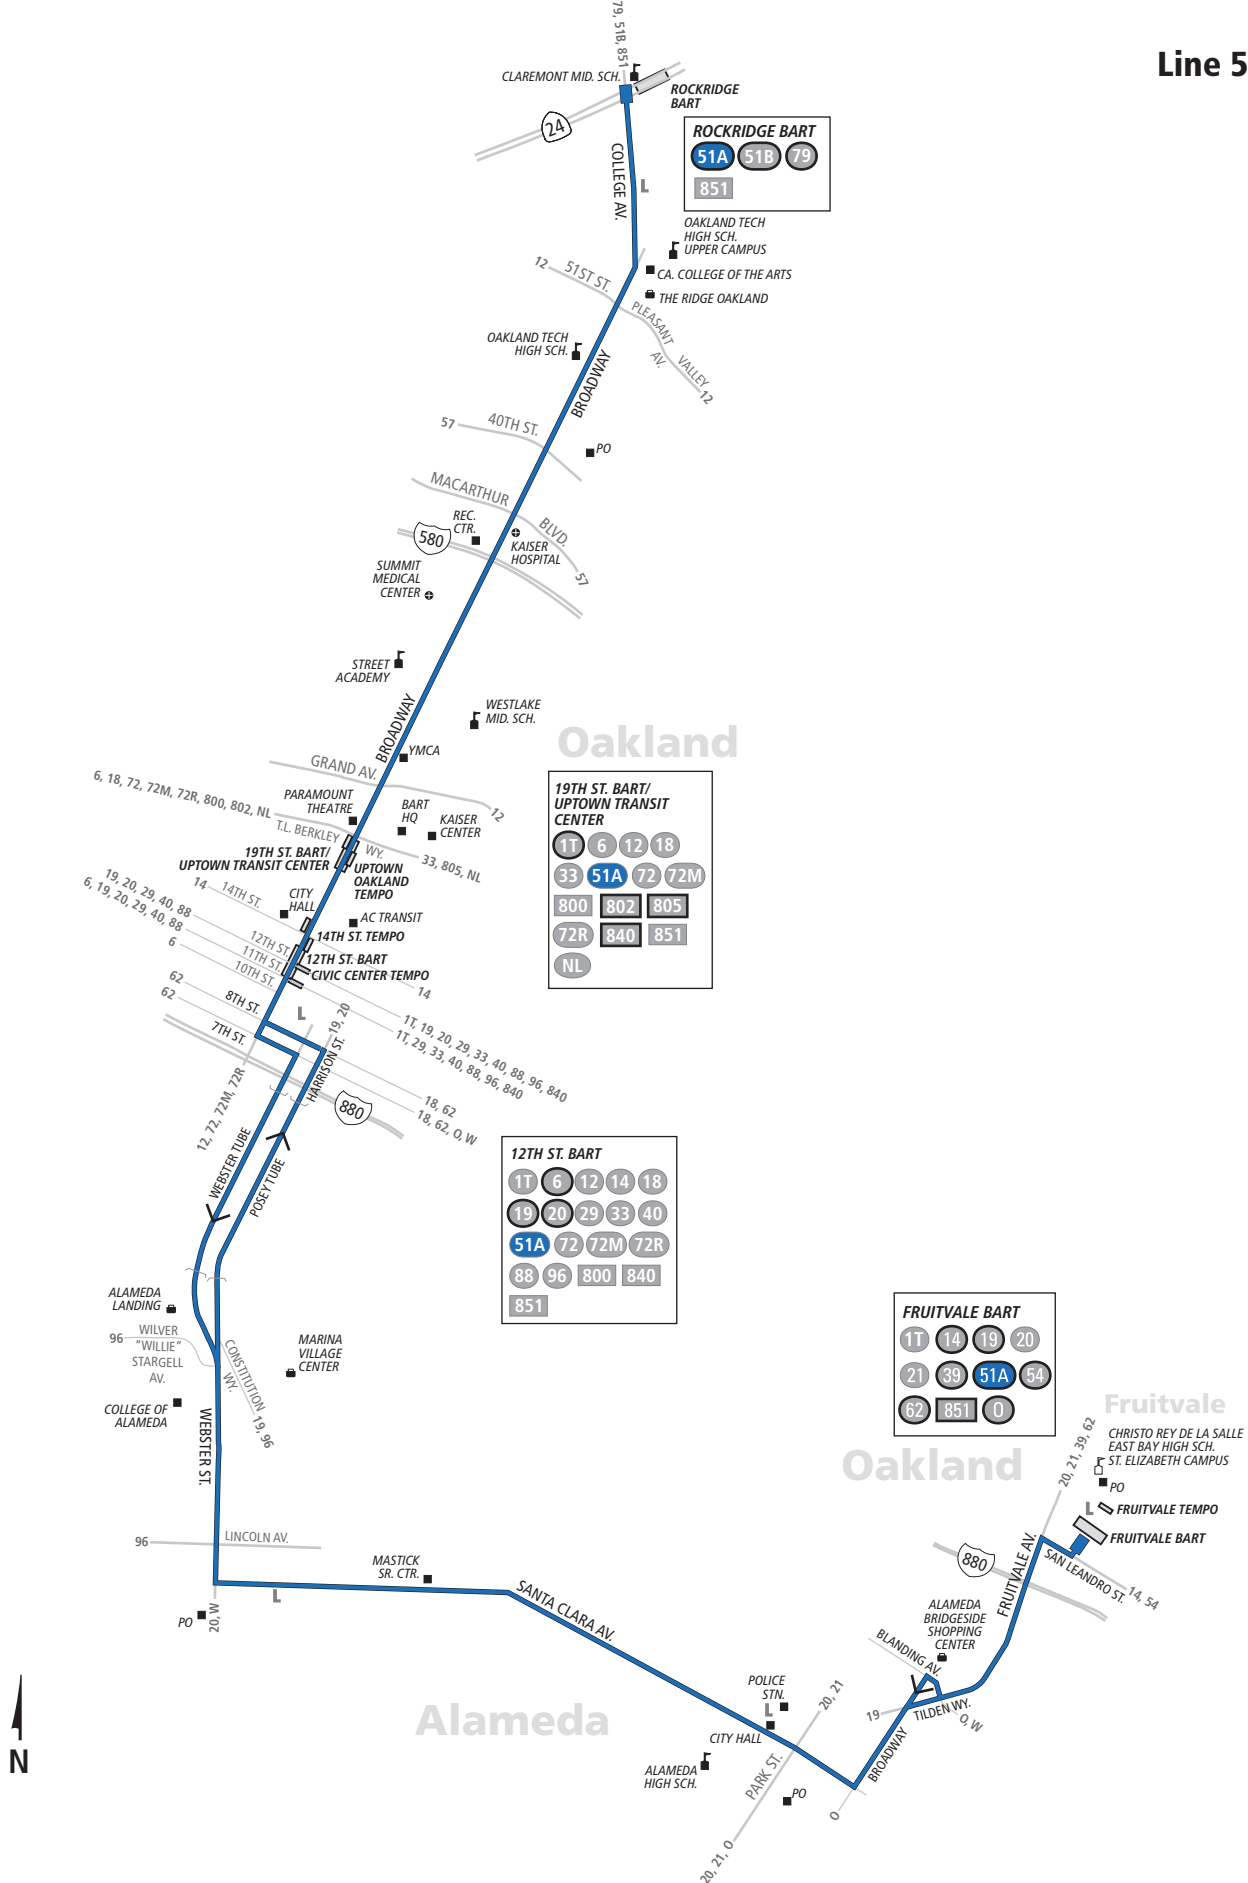 79, 51B, 851
Line 5
CLAREMONT MID. SCH.
ROCKRIDGE
BART
24
ROCKRIDGE BART
51A 51B 79
851
COLLEGE AV.
L
OAKLAND TECH
HIGH SCH.
UPPER CAMPUS
12
51ST ST.
CA. COLLEGE OF THE ARTS
THE RIDGE OAKLAND
PLEASANT
VALLEY
AV.
12
OAKLAND TECH
HIGH SCH.
BROADWAY
57
40TH ST.
PO
MACARTHUR
BLVD.
57
REC.
CTR.
580
KAISER
HOSPITAL
SUMMIT
MEDICAL
CENTER
STREET
ACADEMY
WESTLAKE
MID. SCH.
BROADWAY
Oakland
YMCA
GRAND AV.
12
6, 18, 72, 72M, 72R, 800, 802, NL
PARAMOUNT
THEATRE
BART
HQ
KAISER
CENTER
T.L. BERKLEY
WY.
33, 805, NL
19TH ST. BART/
UPTOWN TRANSIT CENTER
UPTOWN
OAKLAND
TEMPO
19TH ST. BART/
UPTOWN TRANSIT
CENTER
1T 6 12 18
33 51A 72 72M
800 802 805
72R 840 851
NL
14
14TH ST.
CITY
HALL
AC TRANSIT
14TH ST. TEMPO
19, 20, 29, 40, 88
6, 19, 20, 29, 40, 88
6
12TH ST.
11TH ST.
10TH ST.
12TH ST. BART
CIVIC CENTER TEMPO
14
62
62
8TH ST.
7TH ST.
L
19, 20
HARRISON ST.
1T, 19, 20, 29, 33, 40, 88, 96, 840
1T, 29, 33, 40, 88, 96, 840
18, 62
18, 62, O, W
12, 72, 72M, 72R
880
WEBSTER TUBE
POSEY TUBE
12TH ST. BART
1T 6 12 14 18
19 20 29 33 40
51A 72 72M 72R
88 96 800 840
851
ALAMEDA
LANDING
96
WILVER
"WILLIE"
STARGELL
AV.
CONSTITUTION
WY.
19, 96
MARINA
VILLAGE
CENTER
COLLEGE OF
ALAMEDA
WEBSTER ST.
FRUITVALE BART
1T 14 19 20
21 39 51A 54
62 851 O
Fruitvale
Oakland
20, 21, 39, 62
CHRISTO REY DE LA SALLE
EAST BAY HIGH SCH.
ST. ELIZABETH CAMPUS
PO
L
FRUITVALE TEMPO
FRUITVALE BART
96
LINCOLN AV.
MASTICK
SR. CTR.
L
PO
20, W
SANTA CLARA AV.
880
FRUITVALE AV.
SAN LEANDRO ST.
14, 54
ALAMEDA
BRIDGESIDE
SHOPPING
CENTER
BLANDING AV.
19
TILDEN WY.
O, W
POLICE
STN.
L
CITY HALL
20, 21
Alameda
ALAMEDA
HIGH SCH.
PARK ST.
PO
BROADWAY
O
20, 21, O
N